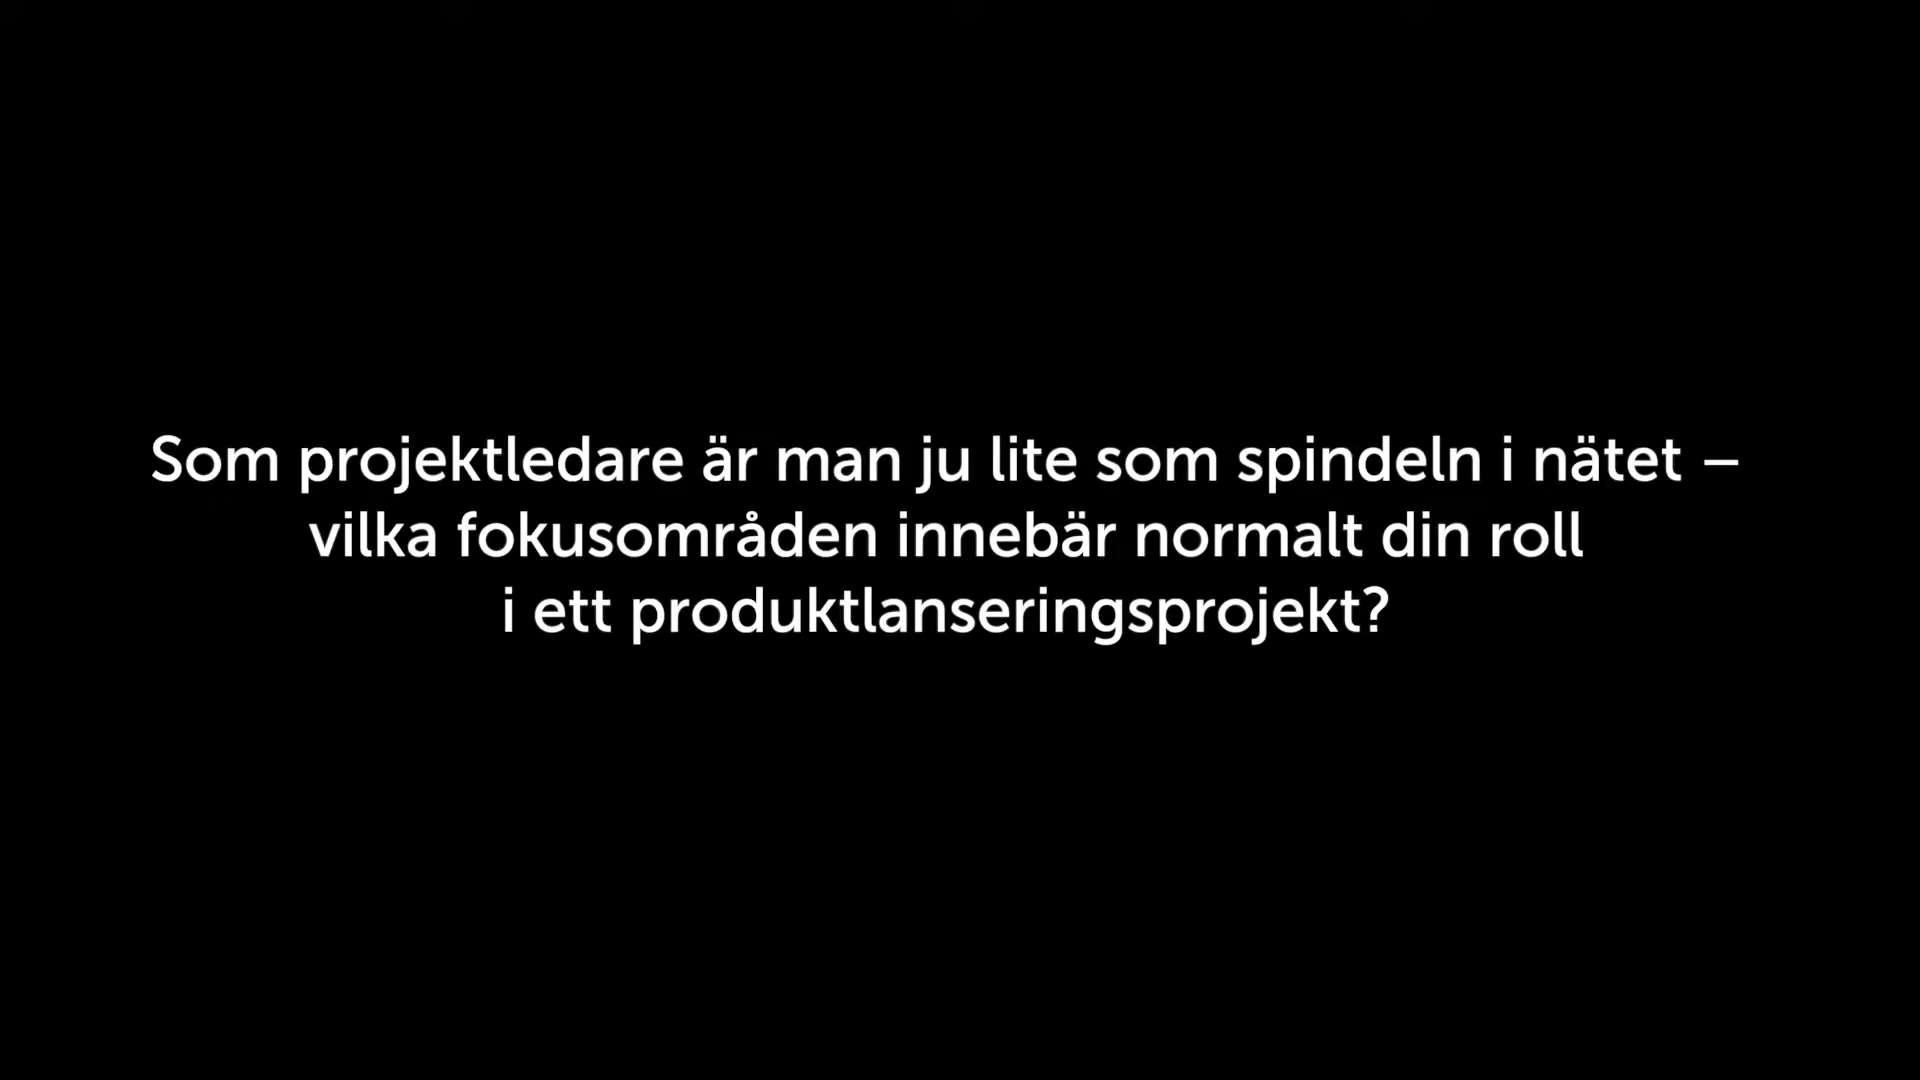 Som projektledare är man ju lite som spindeln i nätet –
vilka fokusområden innebär normalt din roll
i ett produktlanseringsprojekt?